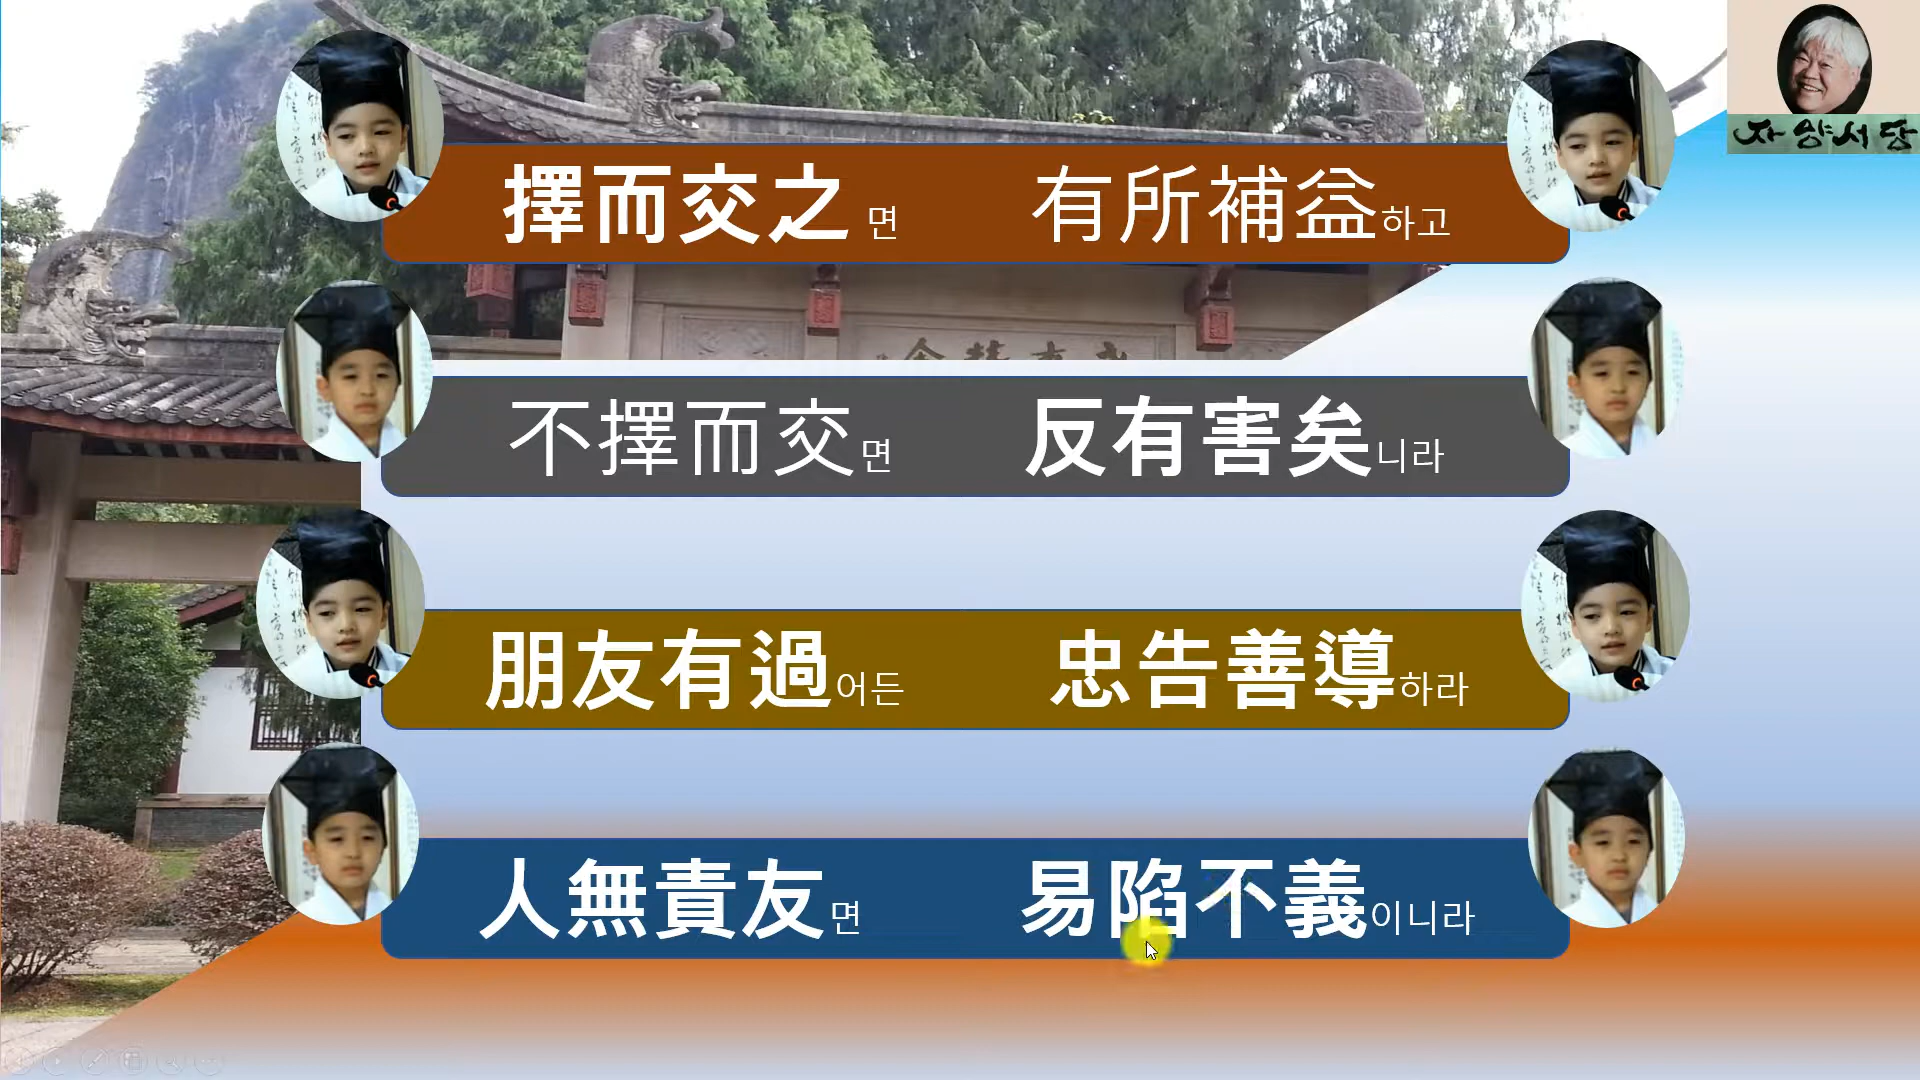 자양서당
擇而交之면 有所補益하고
不擇而交면 反有害矣니라
朋友有過어든 忠告善導하라
人無責友면 易陷不義이니라